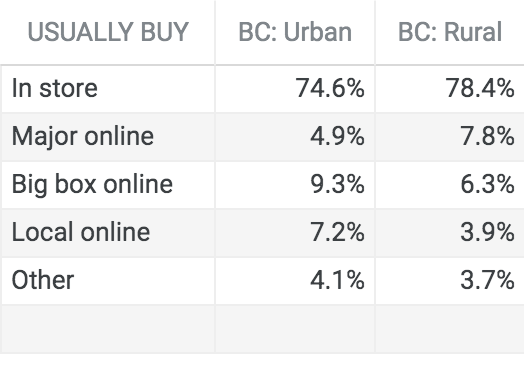 USUALLY BUY BC: Urban BC: Rural
In store 74.6% 78.4%
Major online 4.9% 7.8%
Big box online 9.3% 6.3%
Local online 7.2% 3.9%
Other 4.1% 3.7%